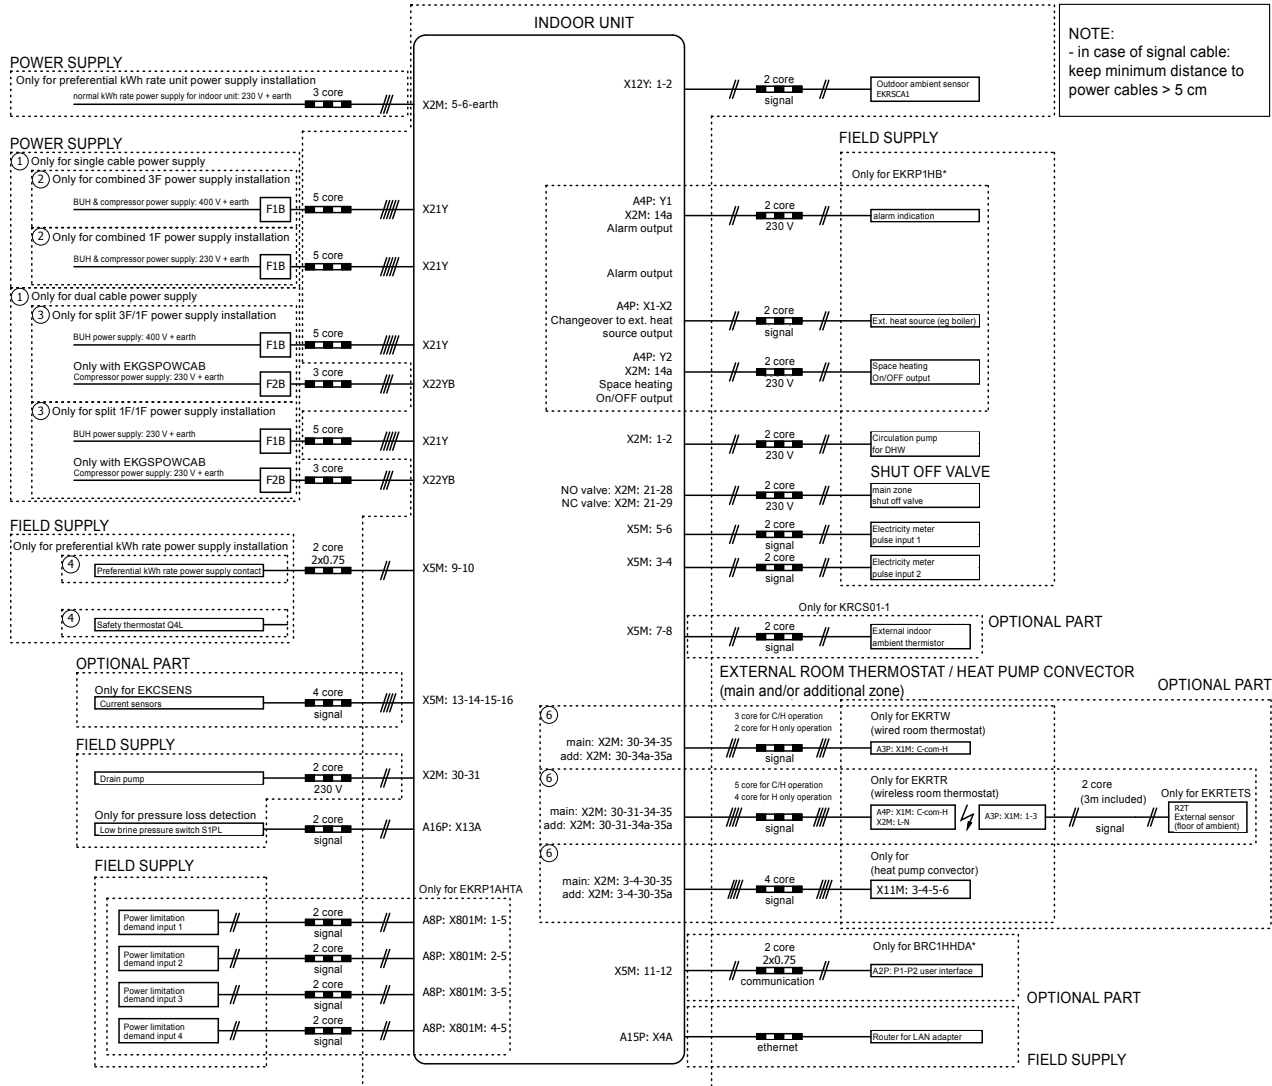 INDOOR UNIT
NOTE:
- in case of signal cable:
keep minimum distance to
power cables > 5 cm
POWER SUPPLY
Only for preferential kWh rate unit power supply installation
normal kWh rate power supply for indoor unit: 230 V + earth
3 core
X2M: 5-6-earth
POWER SUPPLY
1 Only for single cable power supply
2 Only for combined 3F power supply installation
BUH & compressor power supply: 400 V + earth
F1B
5 core
X21Y
2 Only for combined 1F power supply installation
BUH & compressor power supply: 230 V + earth
F1B
5 core
X21Y
1 Only for dual cable power supply
3 Only for split 3F/1F power supply installation
BUH power supply: 400 V + earth
F1B
5 core
X21Y
Only with EKGSPOWCAB
Compressor power supply: 230 V + earth
F2B
3 core
X22YB
3 Only for split 1F/1F power supply installation
BUH power supply: 230 V + earth
F1B
5 core
X21Y
Only with EKGSPOWCAB
Compressor power supply: 230 V + earth
F2B
3 core
X22YB
FIELD SUPPLY
Only for preferential kWh rate power supply installation
4
Preferential kWh rate power supply contact
2 core
2x0.75
X5M: 9-10
4
Safety thermostat Q4L
OPTIONAL PART
Only for EKCSENS
Current sensors
4 core
signal
X5M: 13-14-15-16
FIELD SUPPLY
Drain pump
2 core
230 V
X2M: 30-31
Only for pressure loss detection
Low brine pressure switch S1PL
2 core
signal
A16P: X13A
FIELD SUPPLY
Only for EKRP1AHTA
Power limitation
demand input 1
2 core
signal
A8P: X801M: 1-5
Power limitation
demand input 2
2 core
signal
A8P: X801M: 2-5
Power limitation
demand input 3
2 core
signal
A8P: X801M: 3-5
Power limitation
demand input 4
2 core
signal
A8P: X801M: 4-5
X12Y: 1-2
2 core
signal
Outdoor ambient sensor
EKRSCA1
FIELD SUPPLY
Only for EKRP1HB*
A4P: Y1
X2M: 14a
Alarm output
2 core
230 V
alarm indication
Alarm output
A4P: X1-X2
Changeover to ext. heat
source output
2 core
signal
Ext. heat source (eg boiler)
A4P: Y2
X2M: 14a
Space heating
On/OFF output
2 core
230 V
Space heating
On/OFF output
X2M: 1-2
2 core
230 V
Circulation pump
for DHW
SHUT OFF VALVE
NO valve: X2M: 21-28
NC valve: X2M: 21-29
2 core
230 V
main zone
shut off valve
X5M: 5-6
2 core
signal
Electricity meter
pulse input 1
X5M: 3-4
2 core
signal
Electricity meter
pulse input 2
Only for KRCS01-1
X5M: 7-8
2 core
signal
External indoor
ambient thermistor
OPTIONAL PART
EXTERNAL ROOM THERMOSTAT / HEAT PUMP CONVECTOR
(main and/or additional zone)
OPTIONAL PART
6
main: X2M: 30-34-35
add: X2M: 30-34a-35a
3 core for C/H operation
2 core for H only operation
signal
Only for EKRTW
(wired room thermostat)
A3P: X1M: C-com-H
6
main: X2M: 30-31-34-35
add: X2M: 30-31-34a-35a
5 core for C/H operation
4 core for H only operation
signal
Only for EKRTR
(wireless room thermostat)
A4P: X1M: C-com-H
X2M: L-N
A3P: X1M: 1-3
2 core
(3m included)
signal
Only for EKRTETS
R2T
External sensor
(floor of ambient)
6
main: X2M: 3-4-30-35
add: X2M: 3-4-30-35a
4 core
signal
Only for
(heat pump convector)
X11M: 3-4-5-6
X5M: 11-12
2 core
2x0.75
communication
Only for BRC1HHDA*
A2P: P1-P2 user interface
OPTIONAL PART
A15P: X4A
ethernet
Router for LAN adapter
FIELD SUPPLY